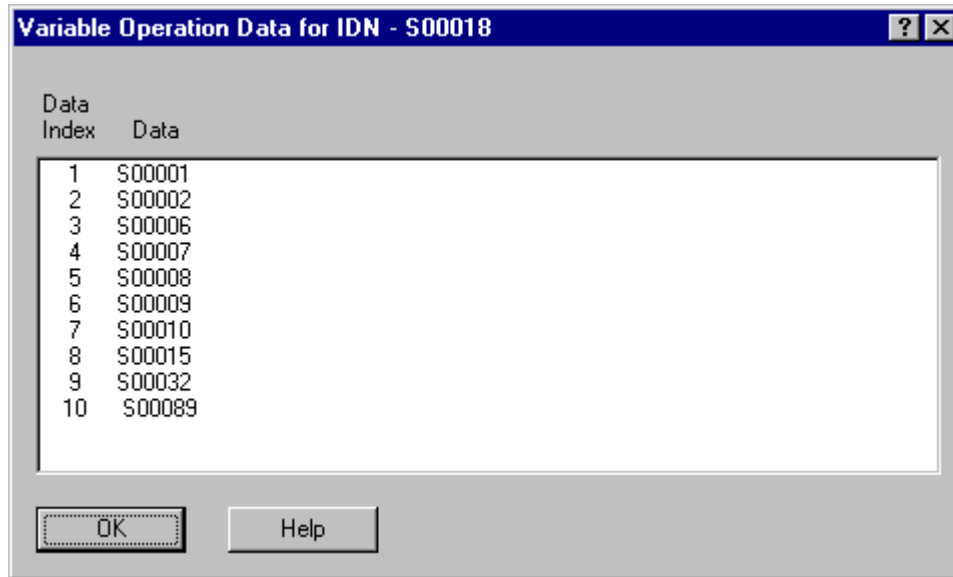 Variable Operation Data for IDN - S00018
Data
Index Data
1 S00001
2 S00002
3 S00006
4 S00007
5 S00008
6 S00009
7 S00010
8 S00015
9 S00032
10 S00089
OK Help